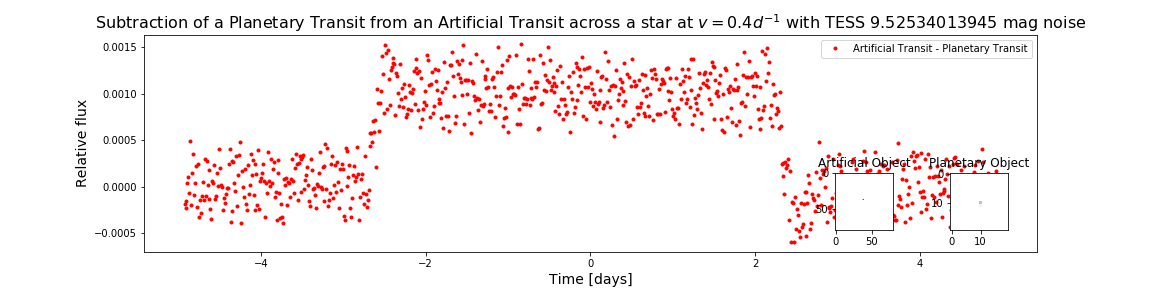 Subtraction of a Planetary Transit from an Artificial Transit across a star at v = 0.4d⁻¹ with TESS 9.52534013945 mag noise
Artificial Transit - Planetary Transit
Relative flux
0.0015
0.0010
0.0005
0.0000
−0.0005
Artificial Object
0
50
0 50
Planetary Object
0
10
0 10
−4 −2 0 2 4
Time [days]